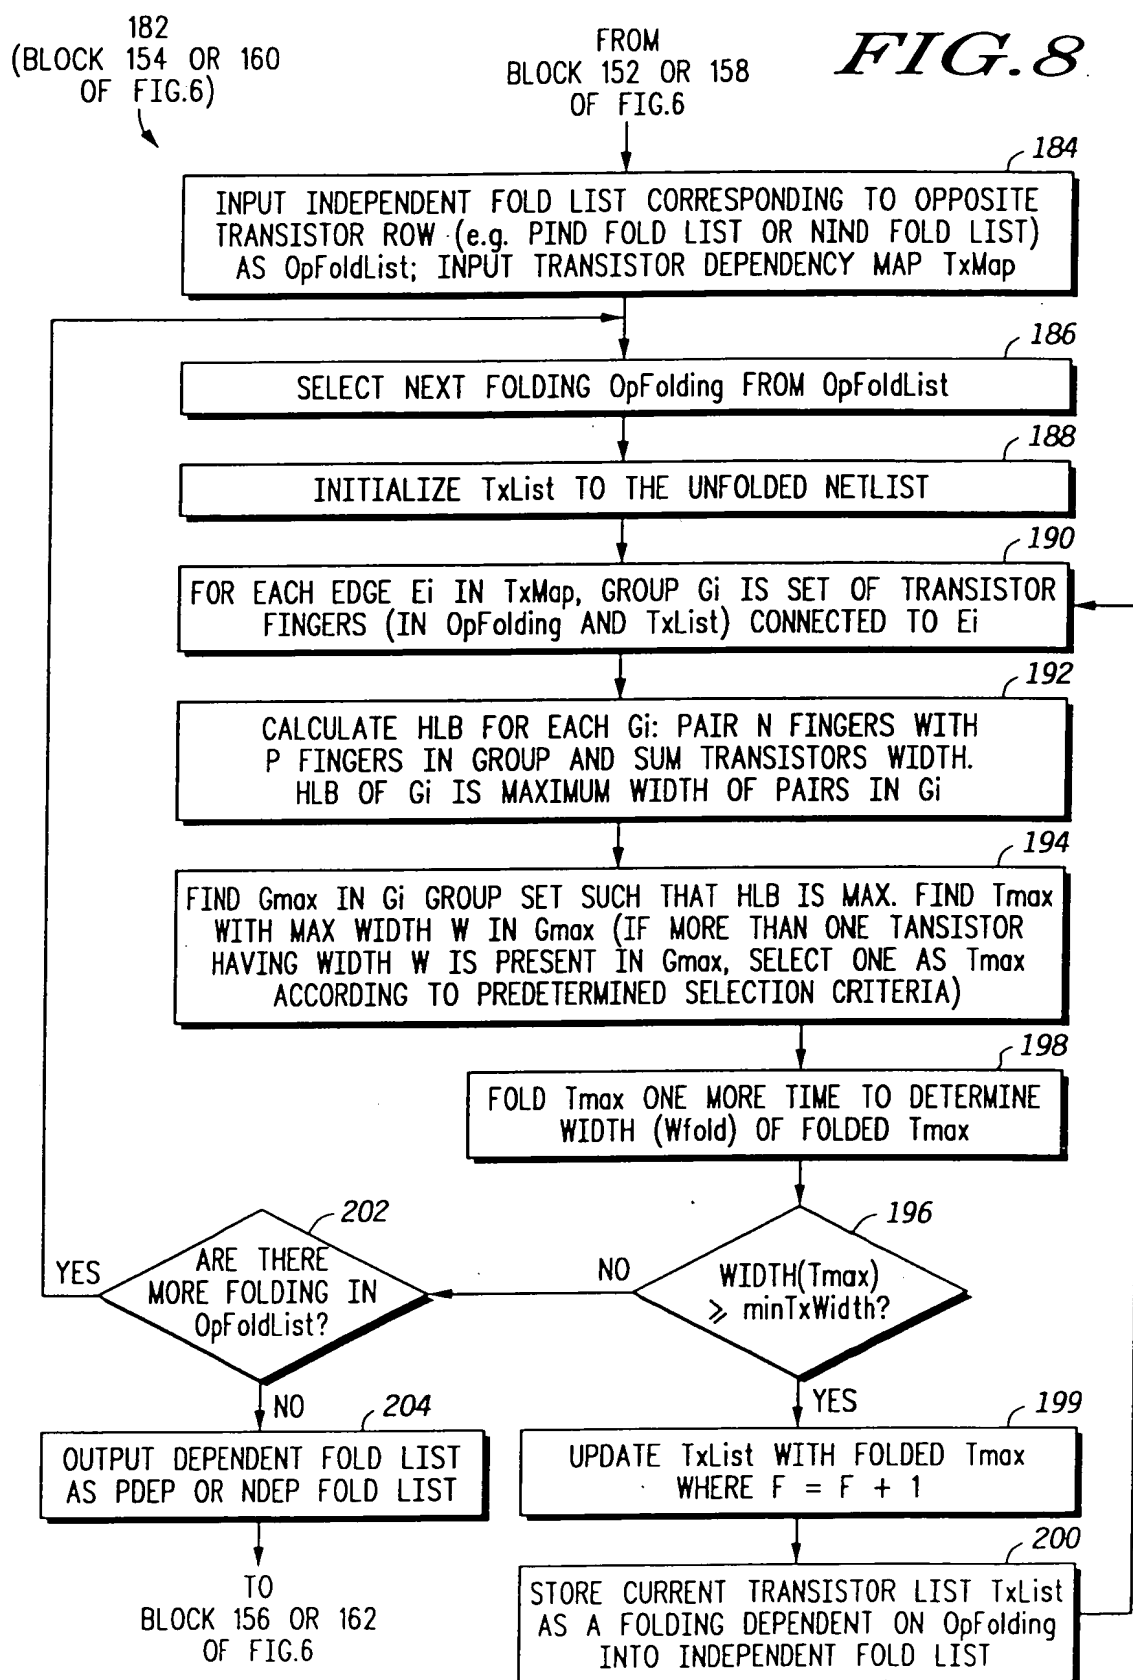 182
(BLOCK 154 OR 160
OF FIG.6)
FROM
BLOCK 152 OR 158
OF FIG.6
FIG.8
184
INPUT INDEPENDENT FOLD LIST CORRESPONDING TO OPPOSITE
TRANSISTOR ROW (e.g. PIND FOLD LIST OR NIND FOLD LIST)
AS OpFoldList; INPUT TRANSISTOR DEPENDENCY MAP TxMap
186
SELECT NEXT FOLDING OpFolding FROM OpFoldList
188
INITIALIZE TxList TO THE UNFOLDED NETLIST
190
FOR EACH EDGE Ei IN TxMap, GROUP Gi IS SET OF TRANSISTOR
FINGERS (IN OpFolding AND TxList) CONNECTED TO Ei
192
CALCULATE HLB FOR EACH Gi: PAIR N FINGERS WITH
P FINGERS IN GROUP AND SUM TRANSISTORS WIDTH.
HLB OF Gi IS MAXIMUM WIDTH OF PAIRS IN Gi
194
FIND Gmax IN Gi GROUP SET SUCH THAT HLB IS MAX. FIND Tmax
WITH MAX WIDTH W IN Gmax (IF MORE THAN ONE TANSISTOR
HAVING WIDTH W IS PRESENT IN Gmax, SELECT ONE AS Tmax
ACCORDING TO PREDETERMINED SELECTION CRITERIA)
198
FOLD Tmax ONE MORE TIME TO DETERMINE
WIDTH (Wfold) OF FOLDED Tmax
196
WIDTH(Tmax)
≥ minTxWidth?
NO
202
ARE THERE
MORE FOLDING IN
OpFoldList?
YES
NO
204
OUTPUT DEPENDENT FOLD LIST
AS PDEP OR NDEP FOLD LIST
TO
BLOCK 156 OR 162
OF FIG.6
YES
199
UPDATE TxList WITH FOLDED Tmax
WHERE F = F + 1
200
STORE CURRENT TRANSISTOR LIST TxList
AS A FOLDING DEPENDENT ON OpFolding
INTO INDEPENDENT FOLD LIST